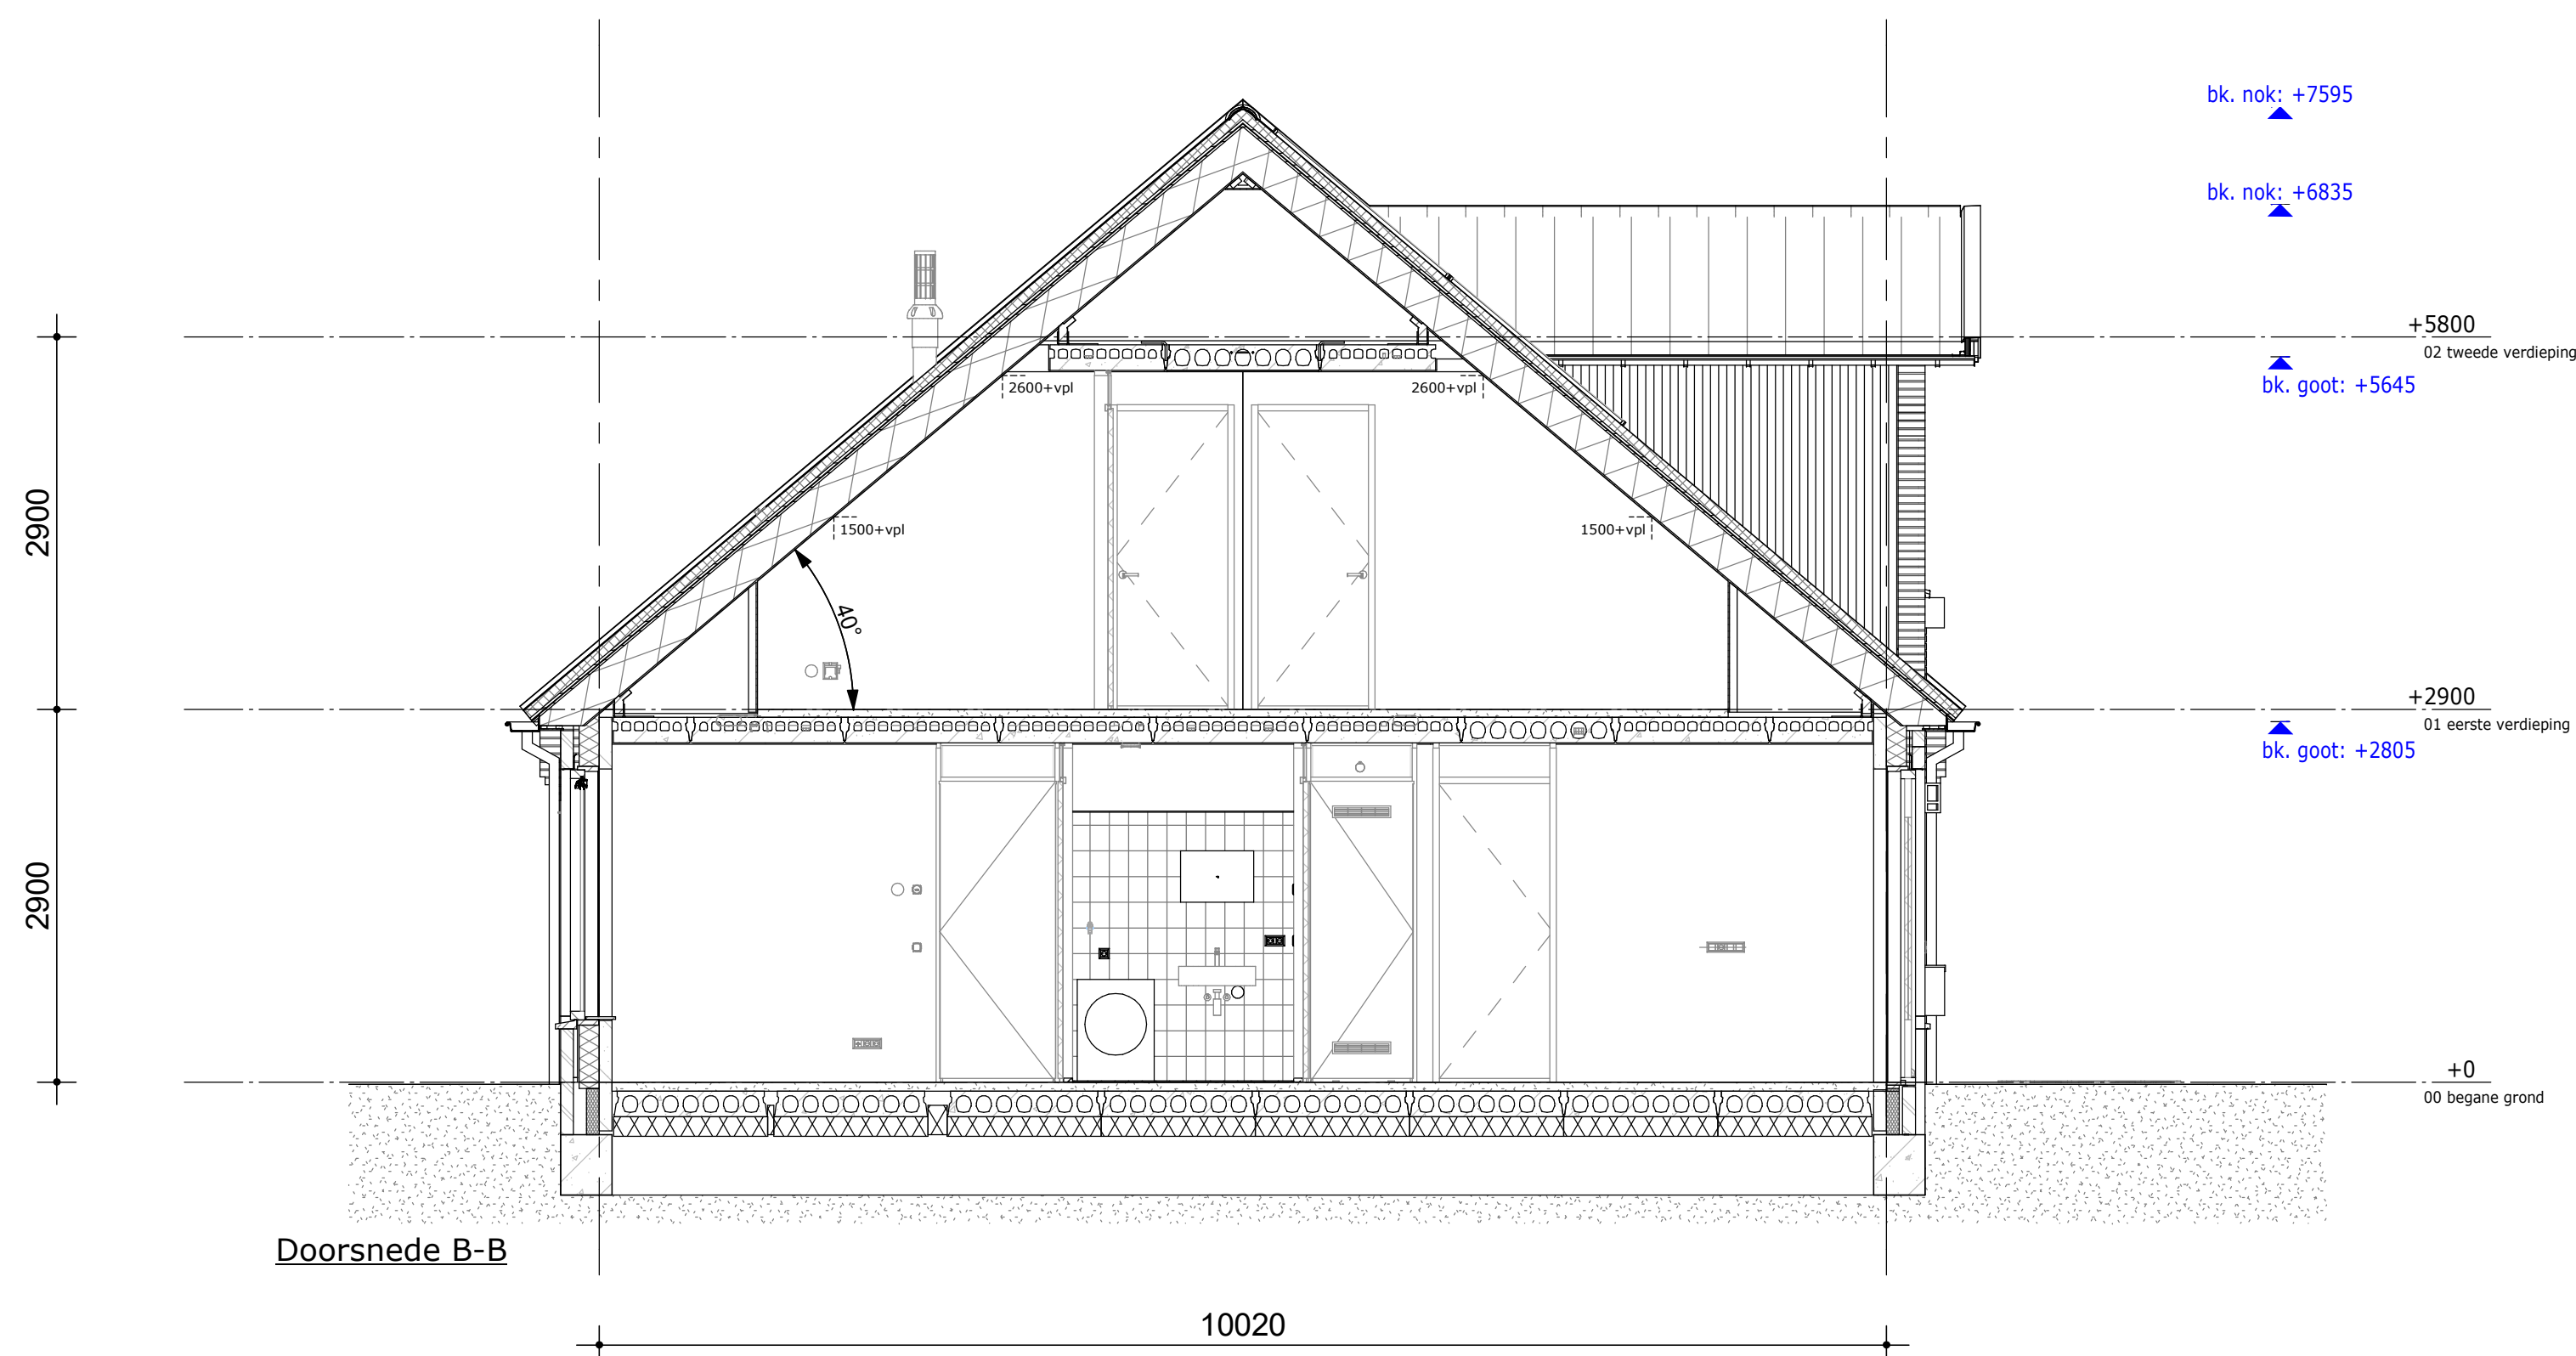 bk. nok: +7595
bk. nok: +6835
+5800
02 tweede verdieping
bk. goot: +5645
2600+vpl
2600+vpl
2900
1500+vpl
1500+vpl
40°
+2900
01 eerste verdieping
bk. goot: +2805
2900
+0
00 begane grond
Doorsnede B-B
10020